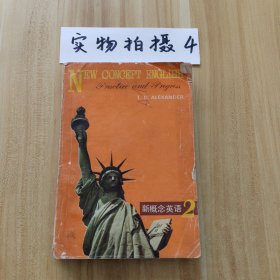 实物拍摄4
NEW CONCEPT ENGLISH
Practice and Progress
L. G. ALEXANDER
新概念英语2